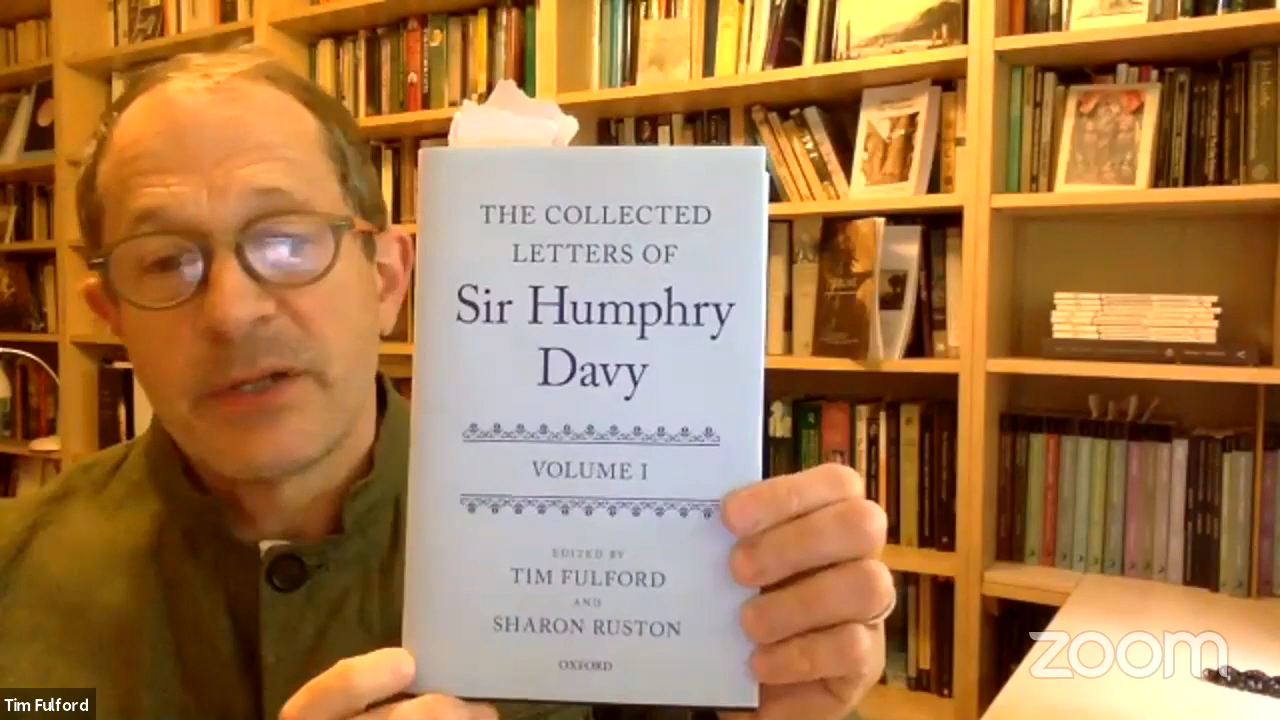 THE COLLECTED
LETTERS OF
Sir Humphry
Davy
VOLUME I
EDITED BY
TIM FULFORD
AND
SHARON RUSTON
OXFORD
zoom
Tim Fulford